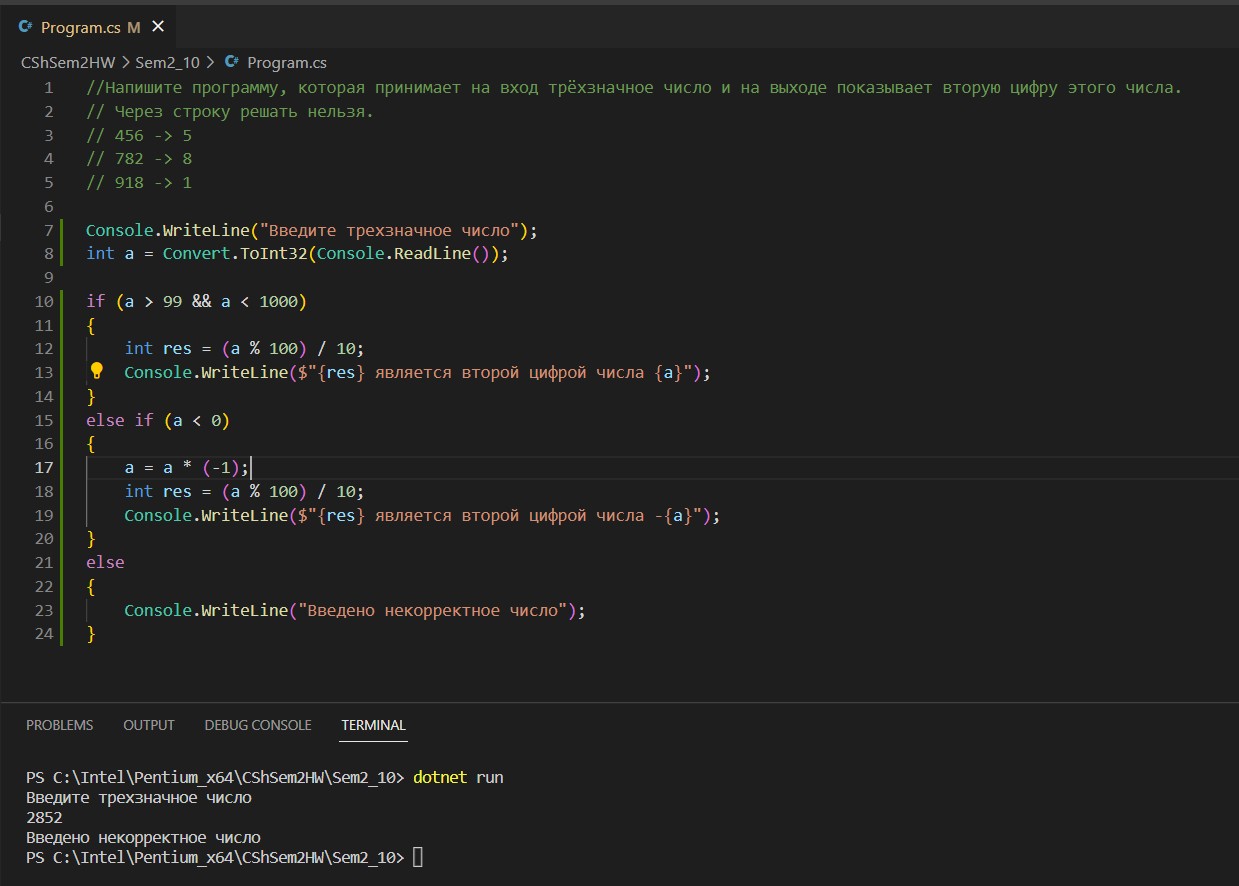 Program.cs M
CShSem2HW > Sem2_10 > Program.cs
1 //Напишите программу, которая принимает на вход трёхзначное число и на выходе показывает вторую цифру этого числа.
2 // Через строку решать нельзя.
3 // 456 -> 5
4 // 782 -> 8
5 // 918 -> 1
6
7 Console.WriteLine("Введите трехзначное число");
8 int a = Convert.ToInt32(Console.ReadLine());
9
10 if (a > 99 && a < 1000)
11 {
12     int res = (a % 100) / 10;
13     Console.WriteLine($"{res} является второй цифрой числа {a}");
14 }
15 else if (a < 0)
16 {
17     a = a * (-1);
18     int res = (a % 100) / 10;
19     Console.WriteLine($"{res} является второй цифрой числа -{a}");
20 }
21 else
22 {
23     Console.WriteLine("Введено некорректное число");
24 }
PROBLEMS OUTPUT DEBUG CONSOLE TERMINAL
PS C:\Intel\Pentium_x64\CShSem2HW\Sem2_10> dotnet run
Введите трехзначное число
2852
Введено некорректное число
PS C:\Intel\Pentium_x64\CShSem2HW\Sem2_10>